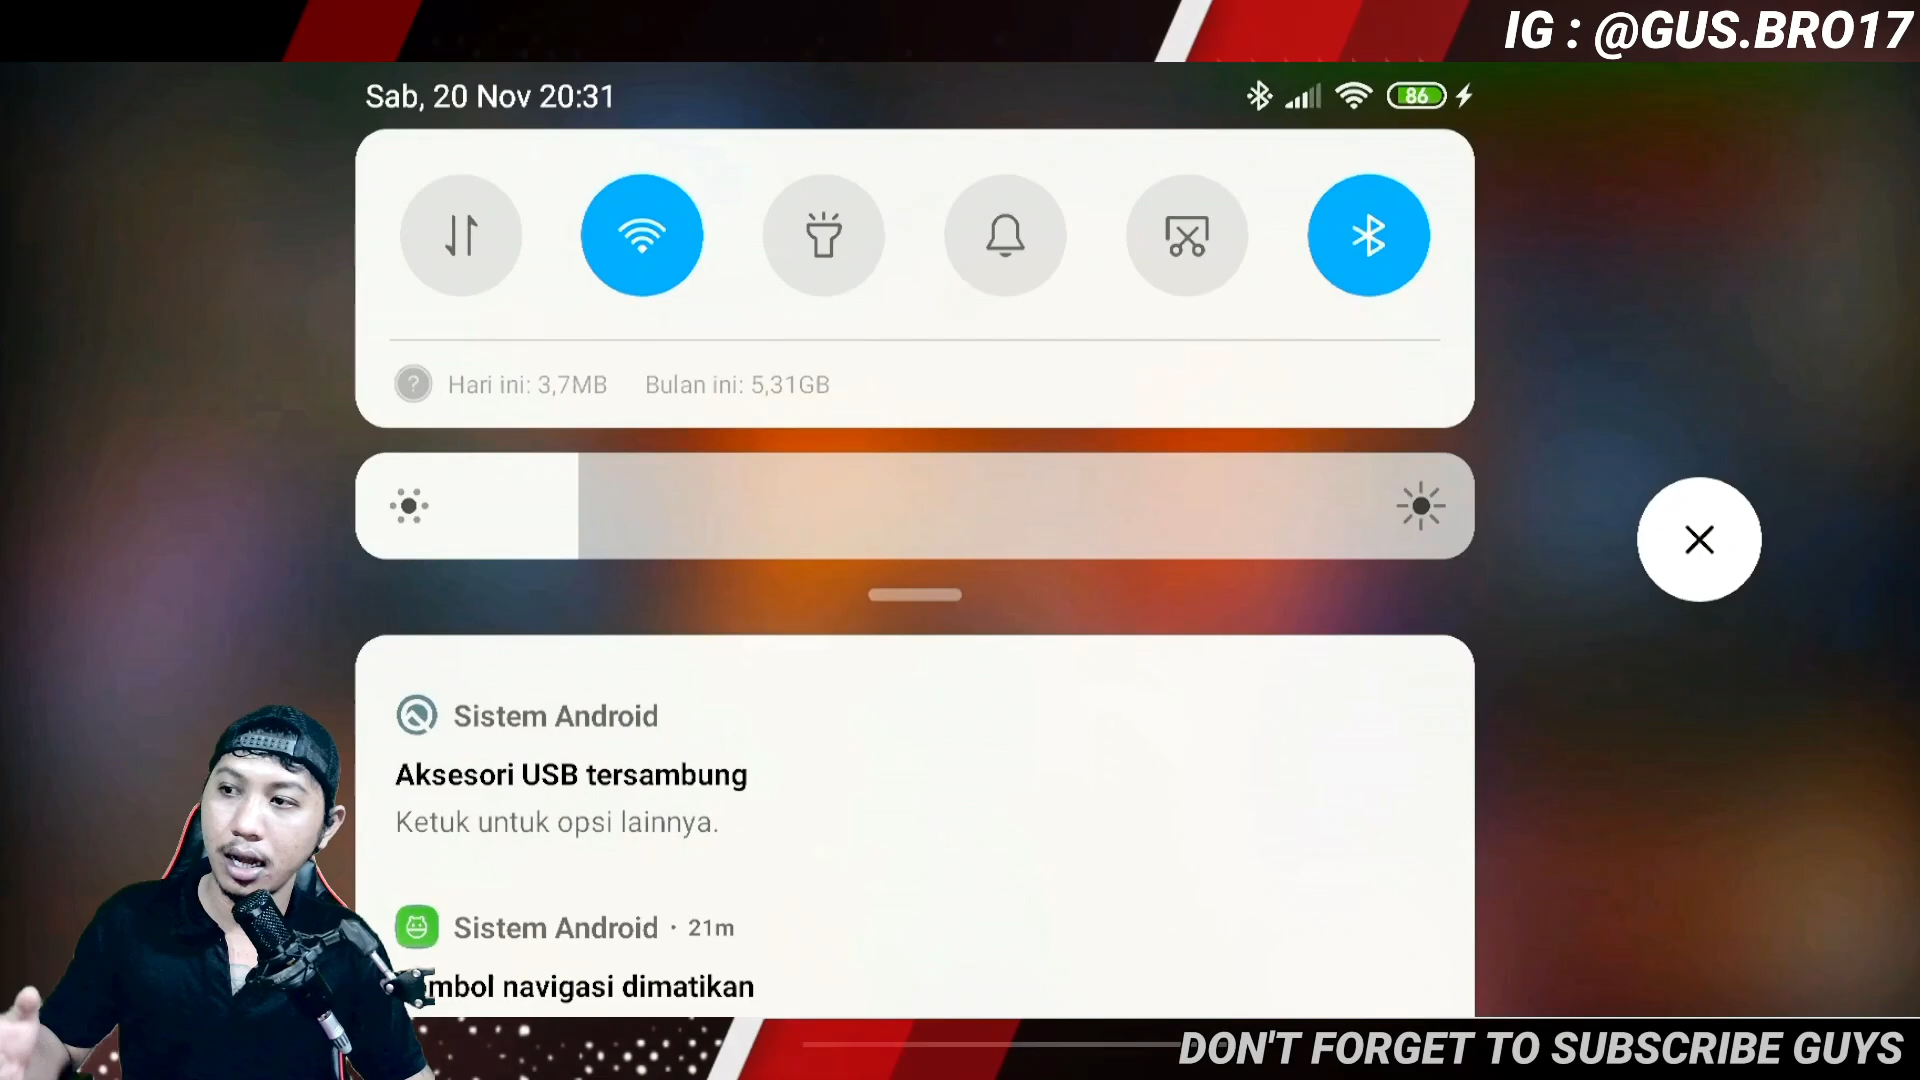 IG : @GUS.BRO17
Sab, 20 Nov 20:31
86
Hari ini: 3,7MB Bulan ini: 5,31GB
Sistem Android
Aksesori USB tersambung
Ketuk untuk opsi lainnya.
Sistem Android · 21m
mbol navigasi dimatikan
DON'T FORGET TO SUBSCRIBE GUYS